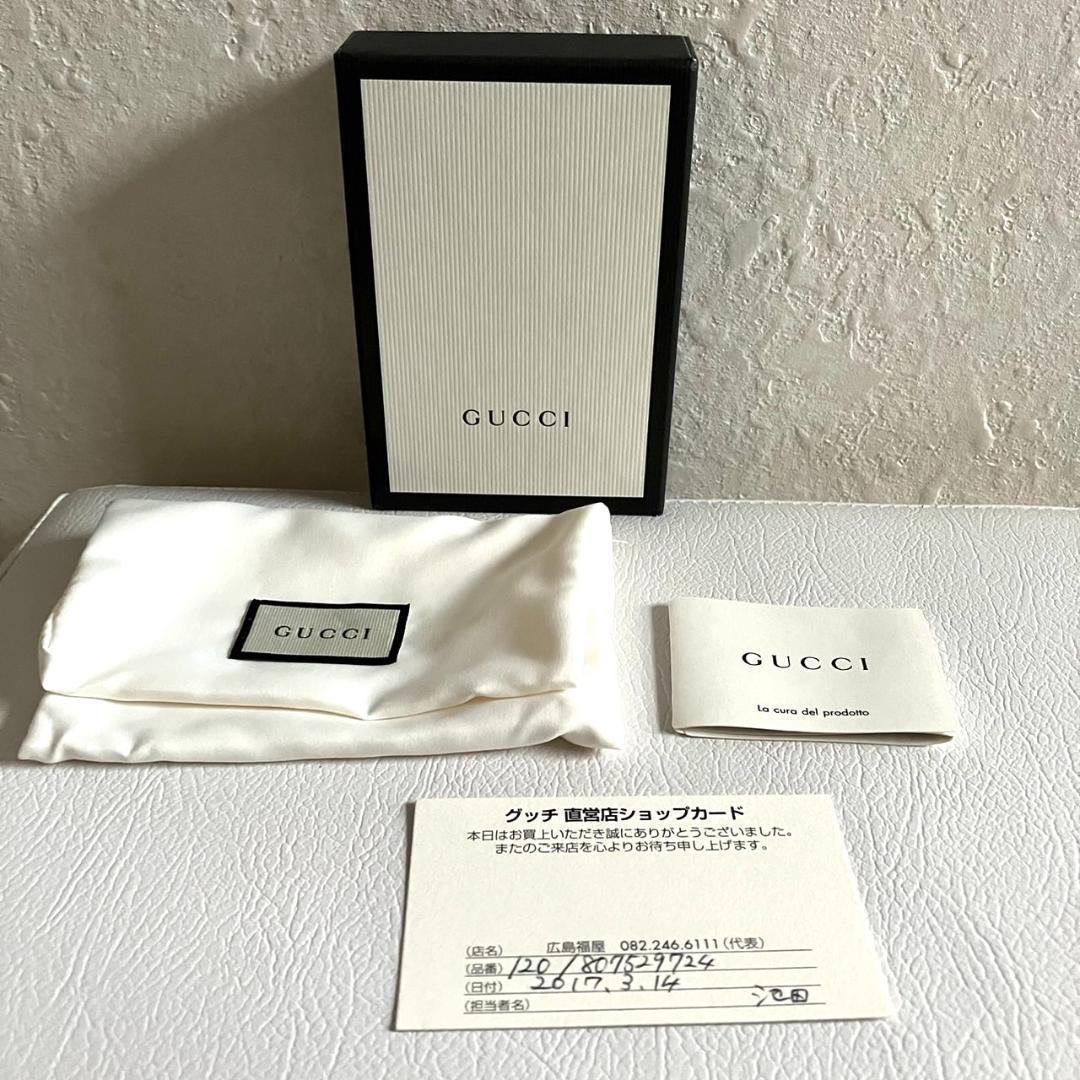 GUCCI
GUCCI
GUCCI
La cura del prodotto
グッチ 直営店ショップカード
本日はお買上いただき誠にありがとうございました。
またのご来店を心よりお待ち申し上げます。
(店名) 広島福屋 082.246.6111(代表)
(品番) 120/807529724
(日付) 2017.3.14
(担当者名) 池田